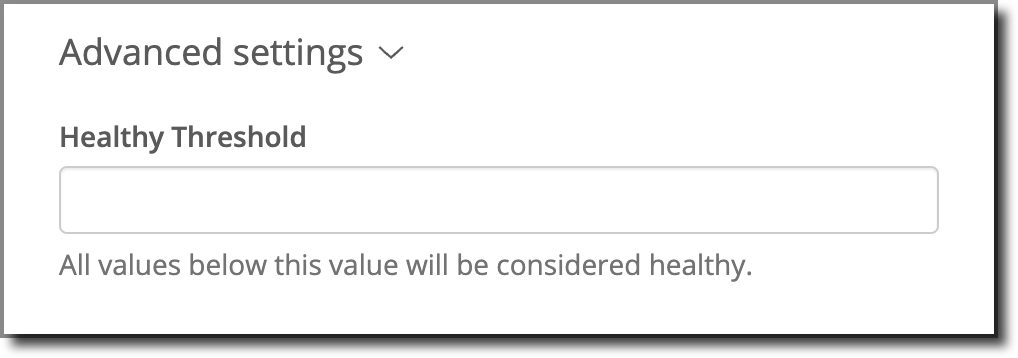 Advanced settings
Healthy Threshold
All values below this value will be considered healthy.